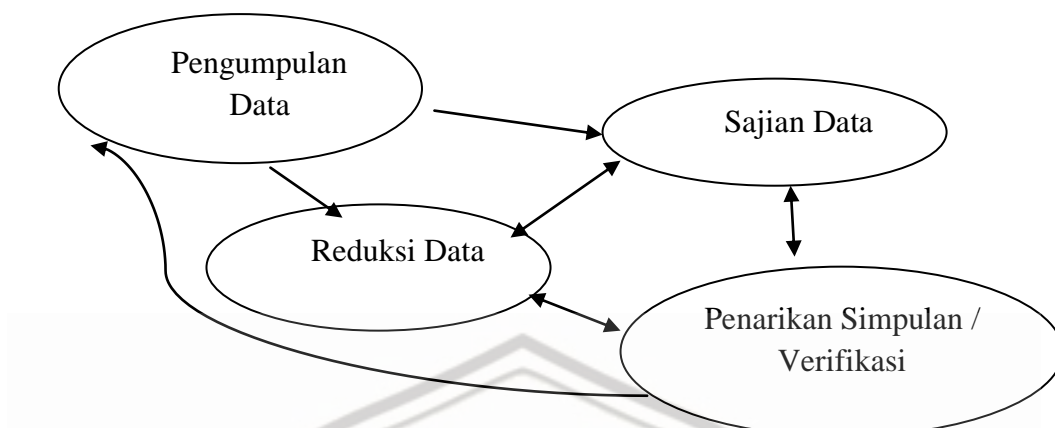 Pengumpulan
Data
Sajian Data
Reduksi Data
Penarikan Simpulan /
Verifikasi